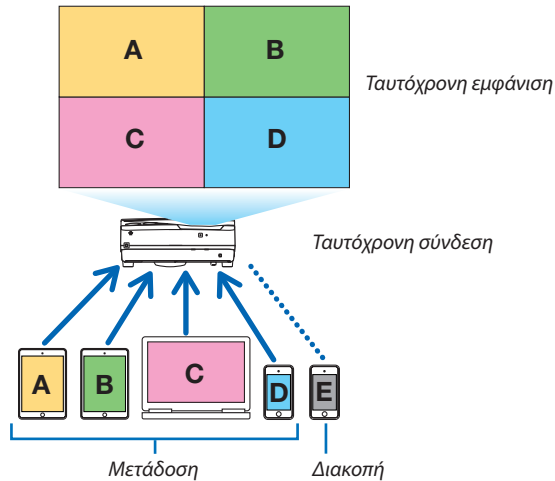 A B
C D
Ταυτόχρονη εμφάνιση
Ταυτόχρονη σύνδεση
A B C D E
Μετάδοση Διακοπή